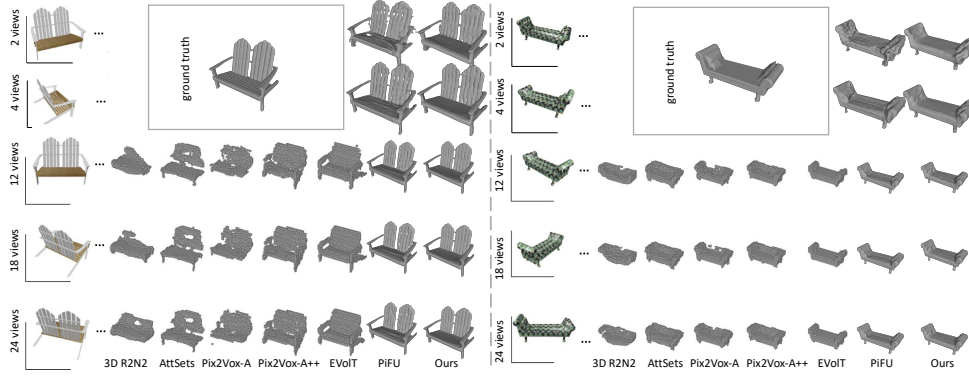 2 views
...
ground truth
4 views
...
12 views
...
18 views
...
24 views
...
3D R2N2 AttSets Pix2Vox-A Pix2Vox-A++ EVolT PiFU Ours
2 views
ground truth
4 views
...
12 views
...
18 views
...
24 views
...
3D R2N2 AttSets Pix2Vox-A Pix2Vox-A++ EVolT PiFU Ours